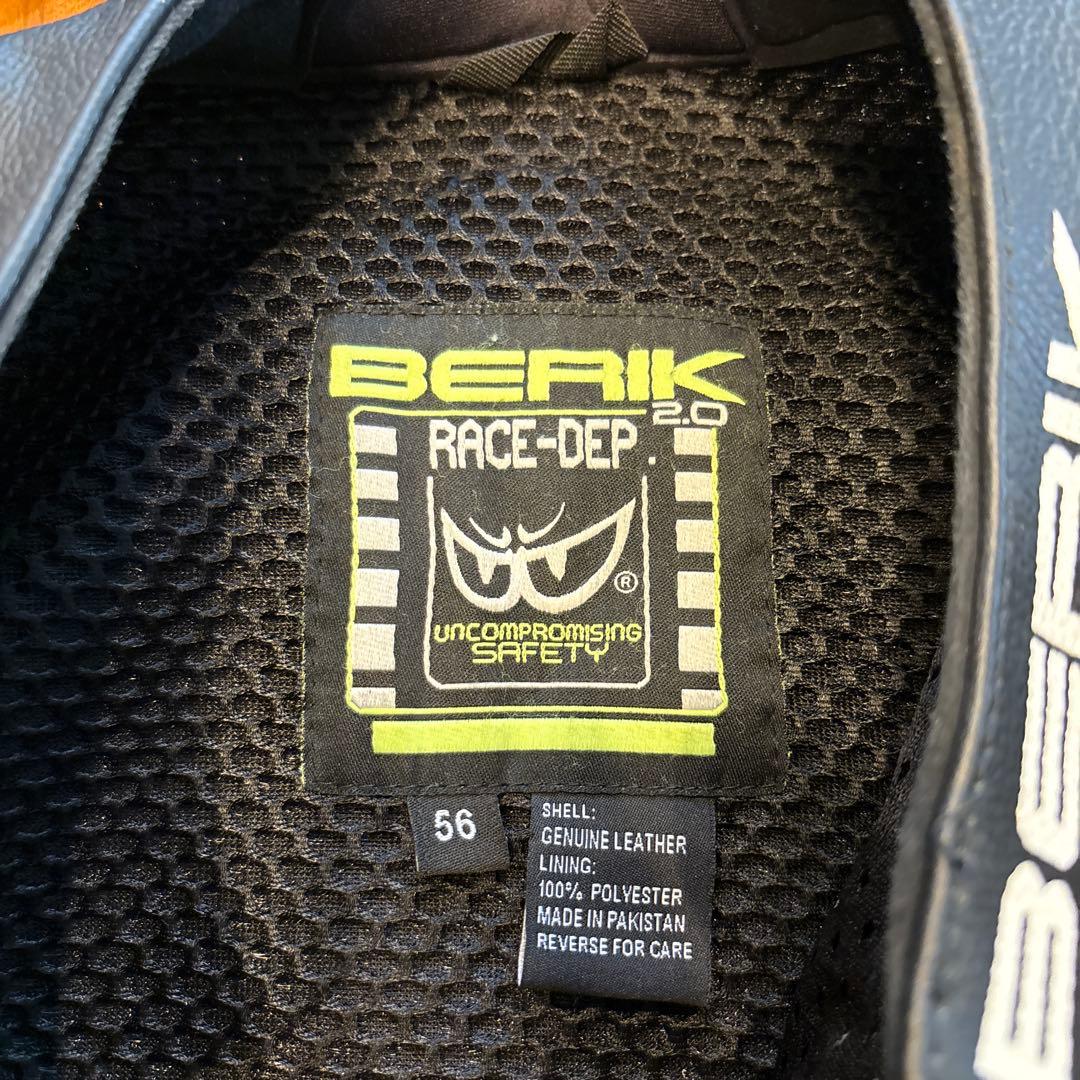 BERIK
2.0
RACE-DEP.
®
UNCOMPROMISING
SAFETY
56
SHELL:
GENUINE LEATHER
LINING:
100% POLYESTER
MADE IN PAKISTAN
REVERSE FOR CARE
BERIK